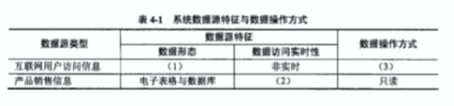 表 4-1 系统数据源特征与数据操作方式
数据源类型 数据源特征 数据操作方式
数据形态 数据访问实时性
互联网用户访问信息 (1) 非实时 (3)
产品销售信息 电子表格与数据库 (2) 只读